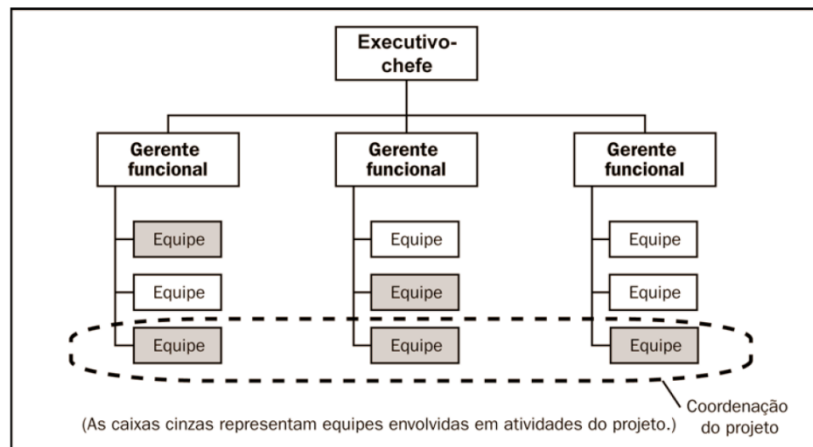 Executivo-
chefe
Gerente
funcional
Gerente
funcional
Gerente
funcional
Equipe
Equipe
Equipe
Equipe
Equipe
Equipe
Equipe
Equipe
Equipe
(As caixas cinzas representam equipes envolvidas em atividades do projeto.)
Coordenação
do projeto